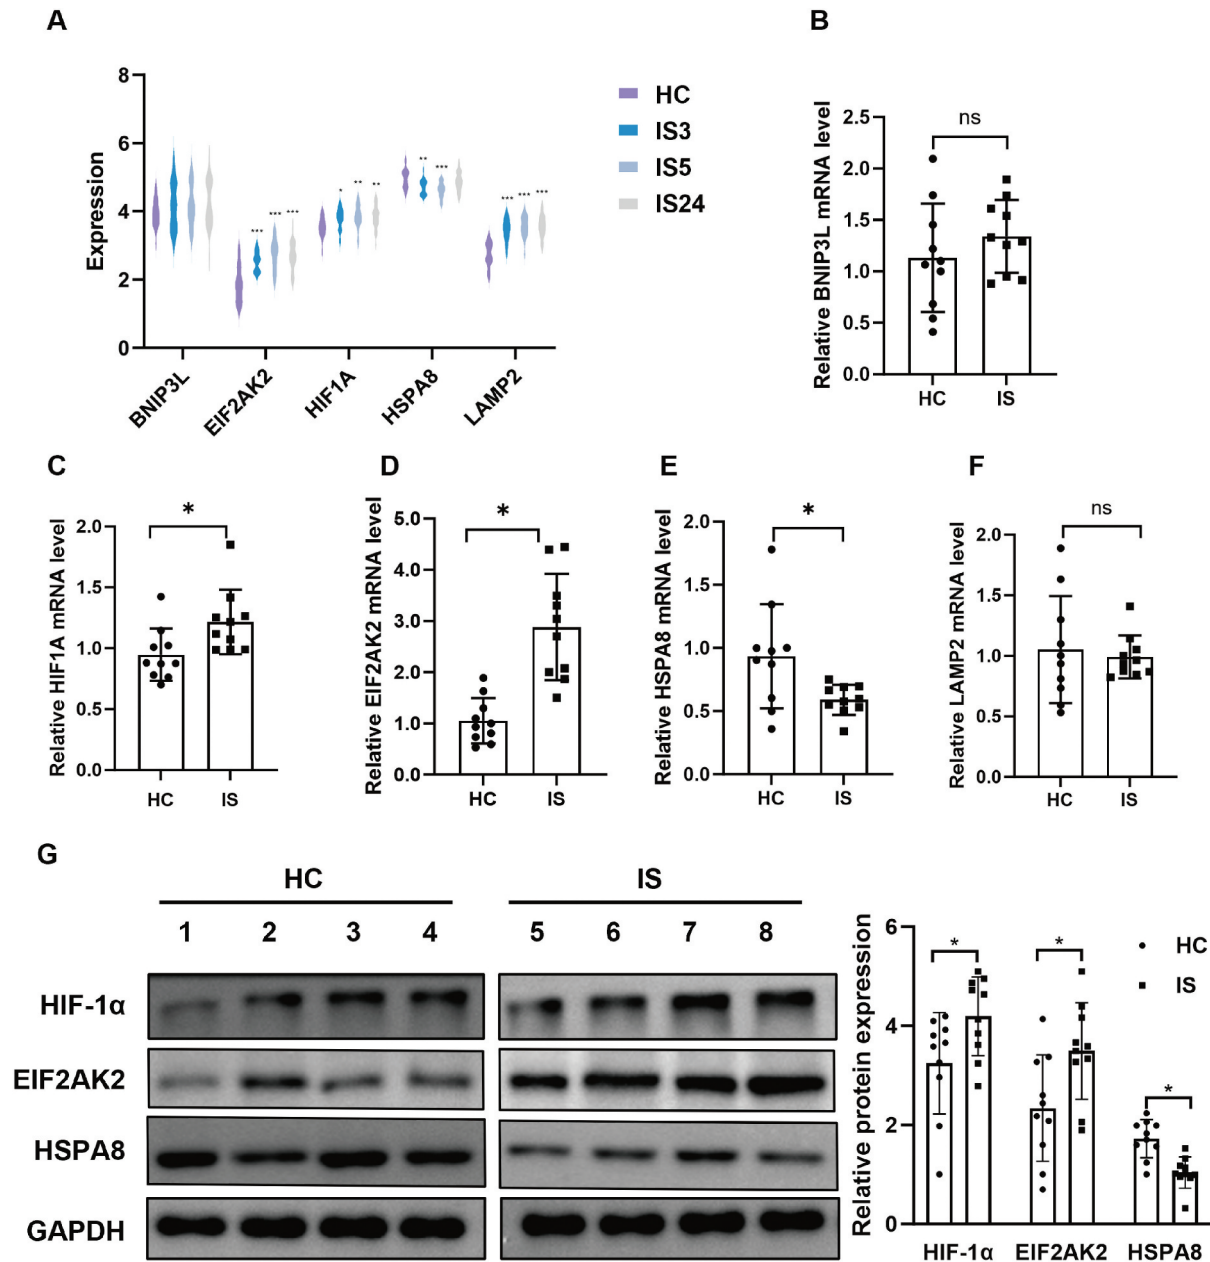 A
Expression
8
6
4
2
0
*** *** ***
* ** **
** ***
*** *** ***
BNIP3L
EIF2AK2
HIF1A
HSPA8
LAMP2
HC
IS3
IS5
IS24
B
Relative BNIP3L mRNA level
2.5
2.0
1.5
1.0
0.5
0.0
ns
HC IS
C
Relative HIF1A mRNA level
2.0
1.5
1.0
0.5
0.0
*
HC IS
D
Relative EIF2AK2 mRNA level
5.0
4.0
3.0
2.0
1.0
0.0
*
HC IS
E
Relative HSPA8 mRNA level
2.0
1.5
1.0
0.5
0.0
*
HC IS
F
Relative LAMP2 mRNA level
2.0
1.5
1.0
0.5
0.0
ns
HC IS
G
HC IS
1 2 3 4 5 6 7 8
HIF-1α
EIF2AK2
HSPA8
GAPDH
Relative protein expression
6
4
2
0
* * *
HC
IS
HIF-1α EIF2AK2 HSPA8